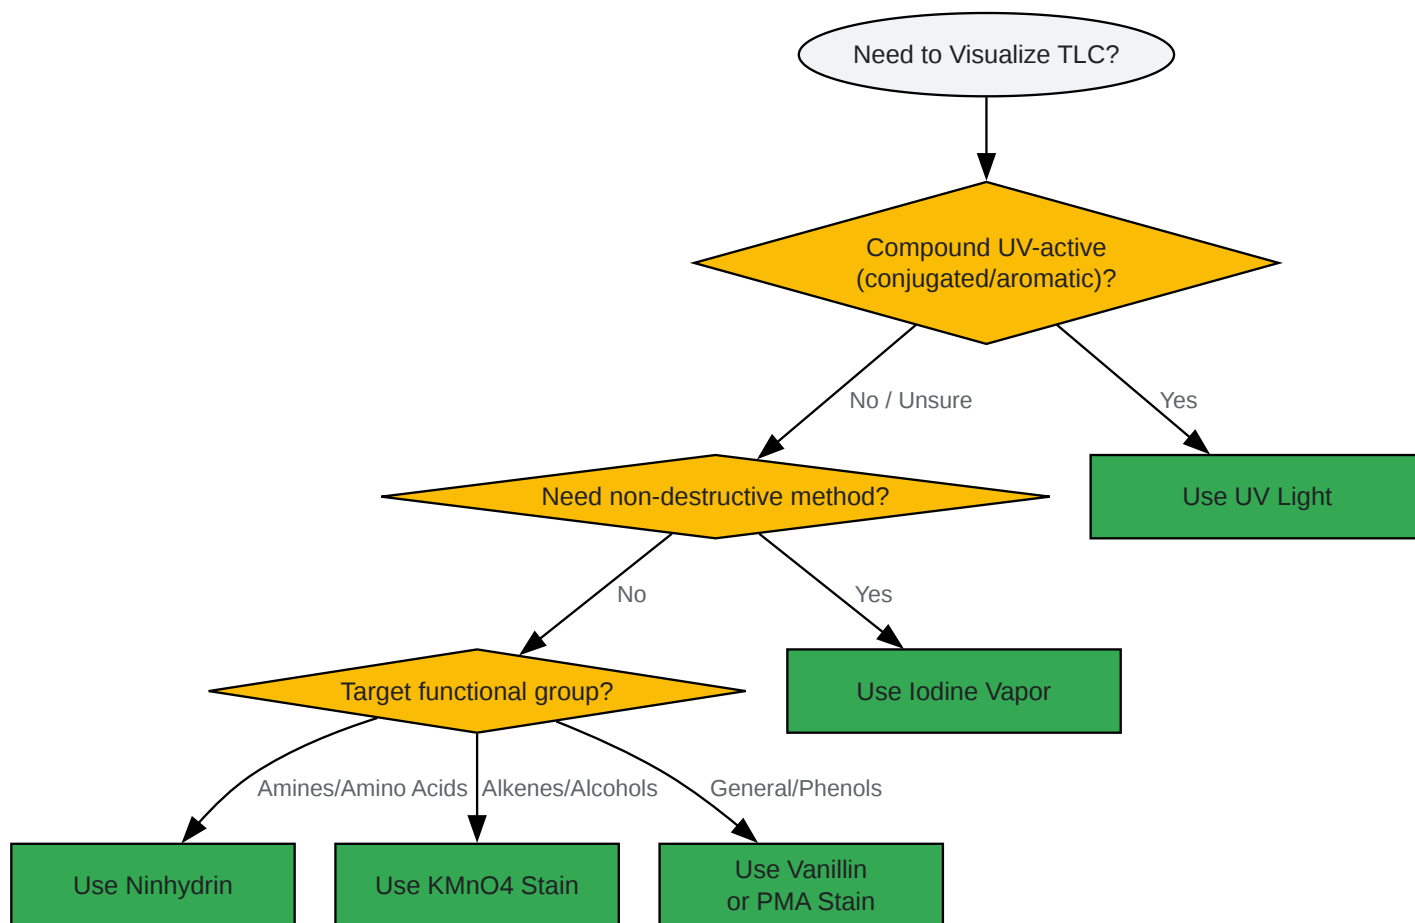 Need to Visualize TLC?
Compound UV-active
(conjugated/aromatic)?
No / Unsure
Yes
Need non-destructive method?
Use UV Light
No
Yes
Target functional group?
Use Iodine Vapor
Amines/Amino Acids
Alkenes/Alcohols
General/Phenols
Use Ninhydrin
Use KMnO4 Stain
Use Vanillin
or PMA Stain